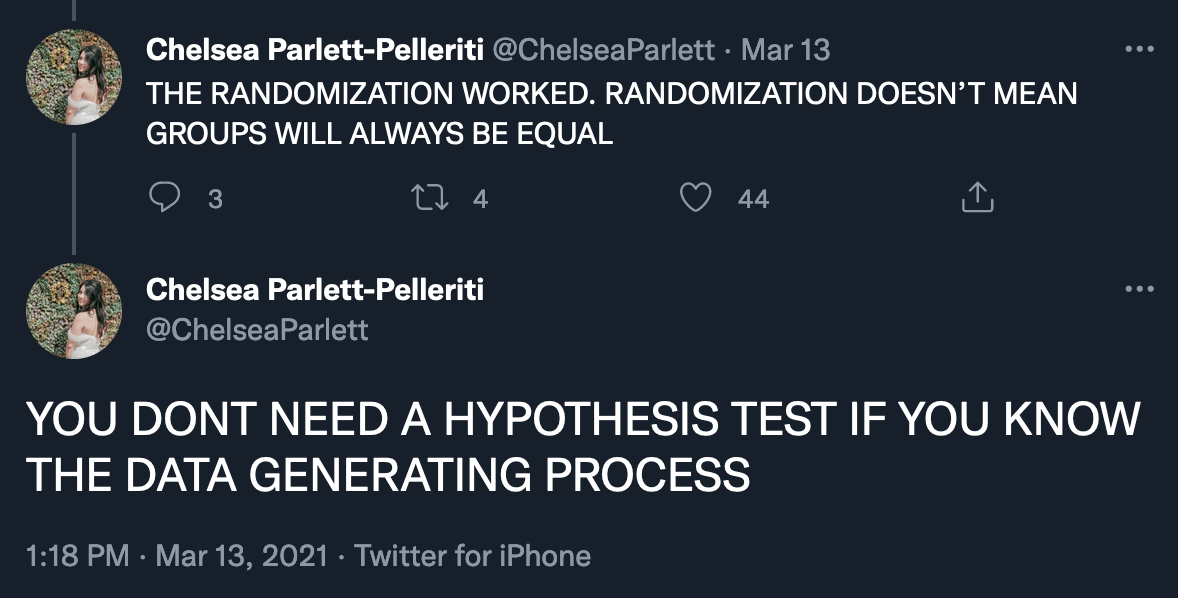 Chelsea Parlett-Pelleriti @ChelseaParlett · Mar 13
THE RANDOMIZATION WORKED. RANDOMIZATION DOESN’T MEAN
GROUPS WILL ALWAYS BE EQUAL
3 4 44
Chelsea Parlett-Pelleriti
@ChelseaParlett
YOU DONT NEED A HYPOTHESIS TEST IF YOU KNOW
THE DATA GENERATING PROCESS
1:18 PM · Mar 13, 2021 · Twitter for iPhone